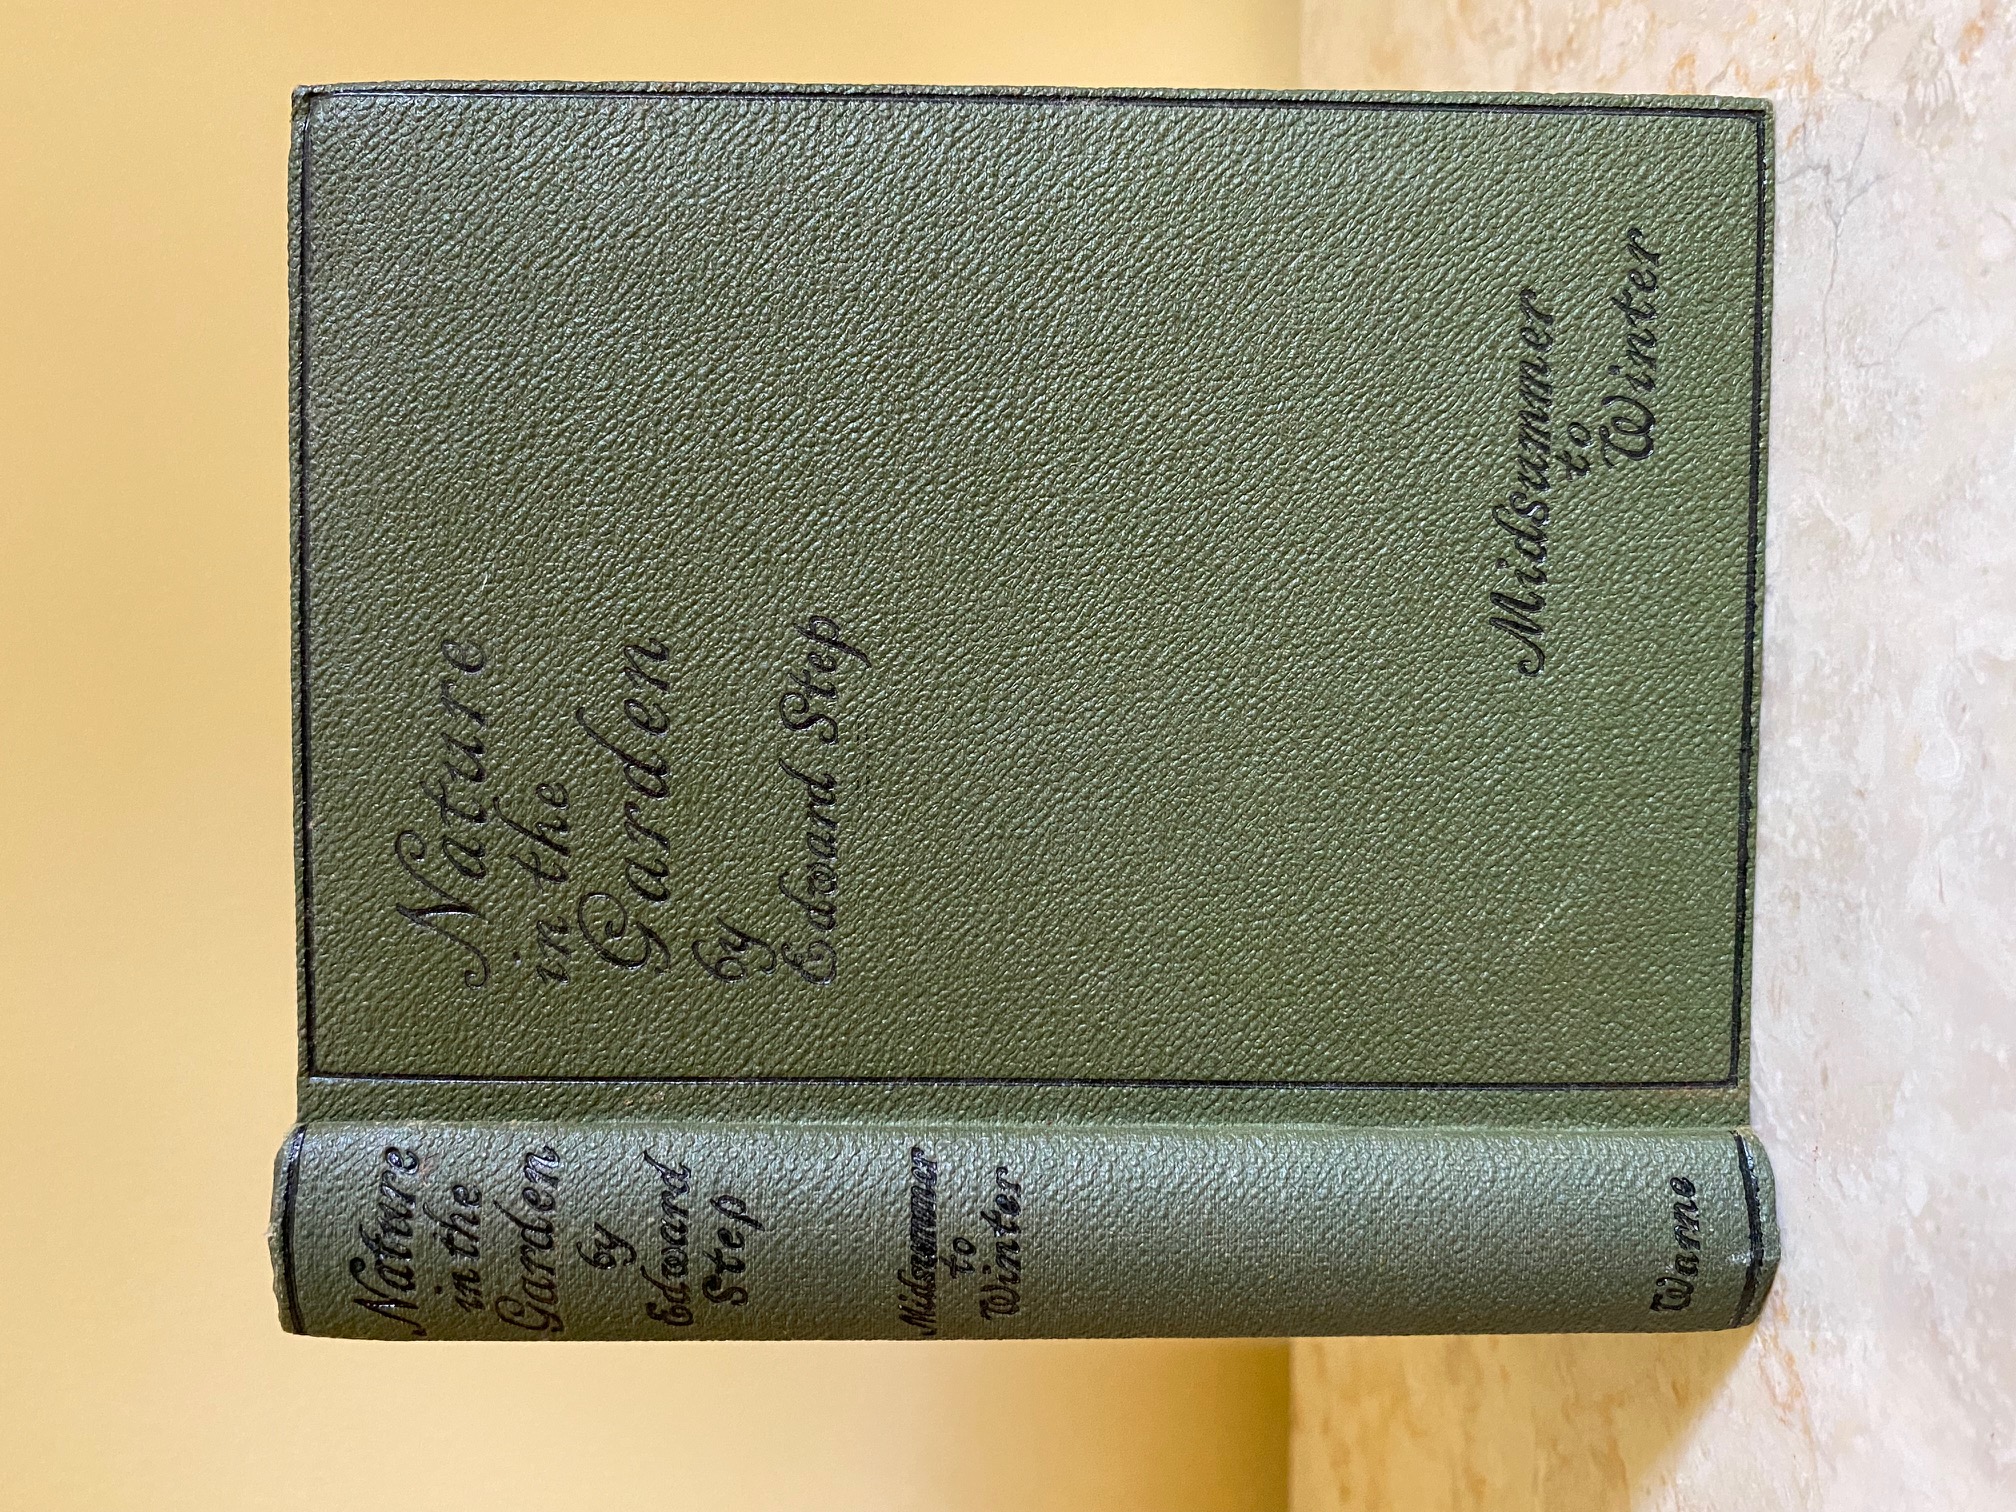 Nature
in the
Garden
by
Edward Step
Midsummer
to
Winter
Nature
in the
Garden
by
Edward
Step
Midsummer
to
Winter
Warne